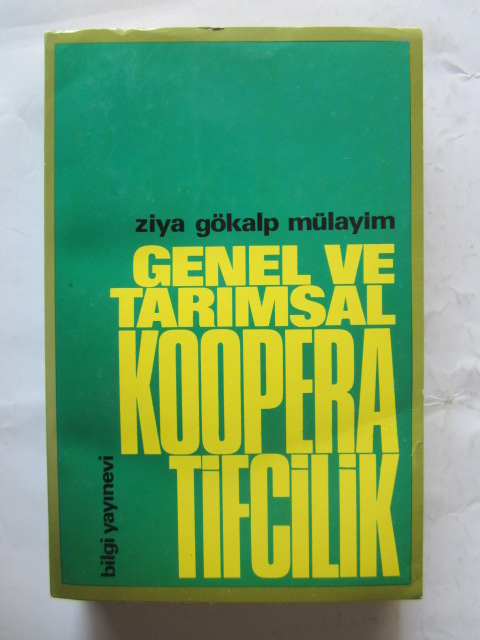 ziya gökalp mülayim
GENEL VE
TARIMSAL
KOOPERA
TİFCİLİK
bilgi yayınevi